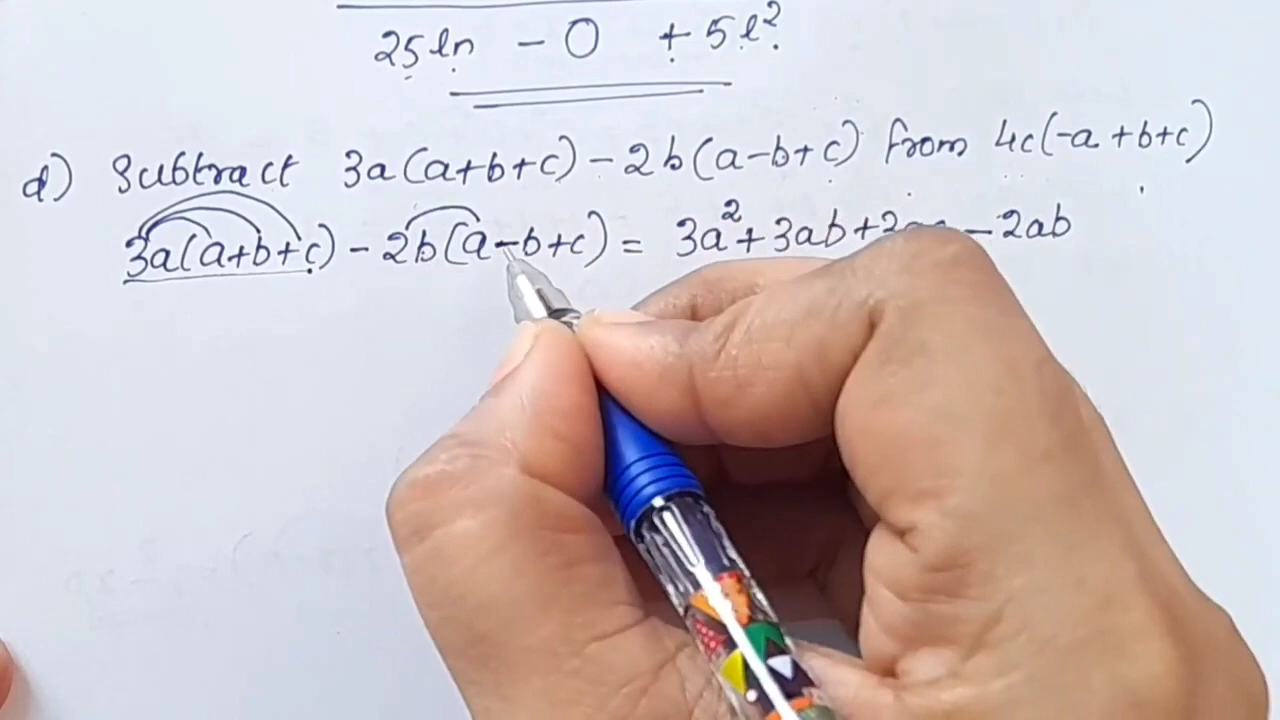 25ln - 0 + 5l²
d) Subtract 3a(a+b+c) - 2b(a-b+c) from 4c(-a+b+c)
3a(a+b+c) - 2b(a-b+c) = 3a² + 3ab + - 2ab